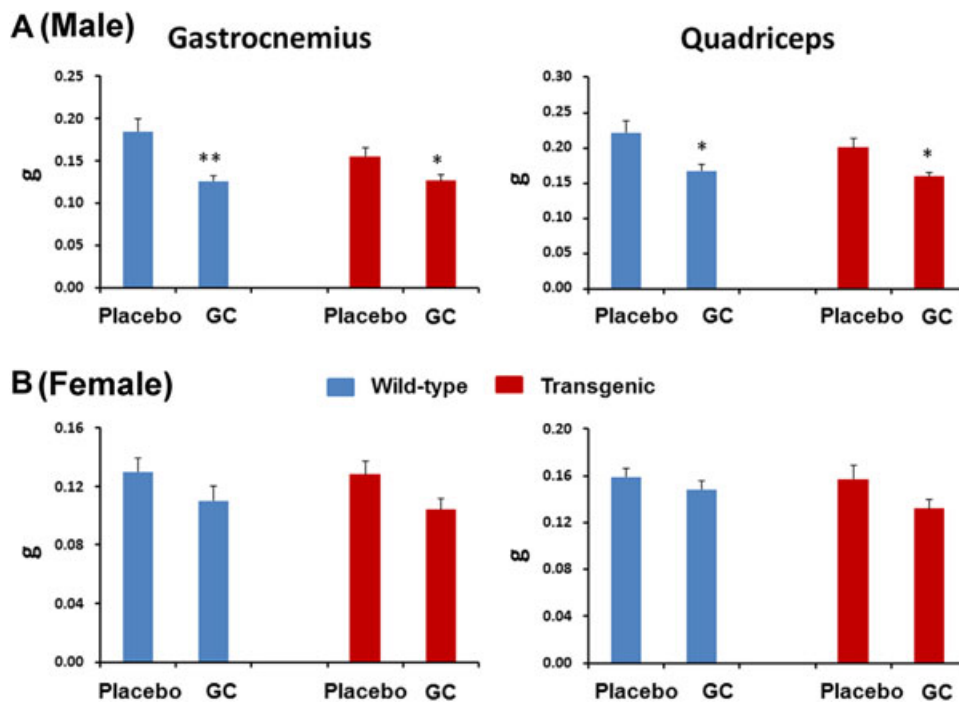 A (Male)
Gastrocnemius
Quadriceps
0.25
0.20
0.15
0.10
0.05
0.00
g
**
*
Placebo GC Placebo GC
0.30
0.25
0.20
0.15
0.10
0.05
0.00
g
*
*
Placebo GC Placebo GC
B (Female)
Wild-type Transgenic
0.16
0.12
0.08
0.04
0.00
g
Placebo GC Placebo GC
0.20
0.16
0.12
0.08
0.04
0.00
g
Placebo GC Placebo GC